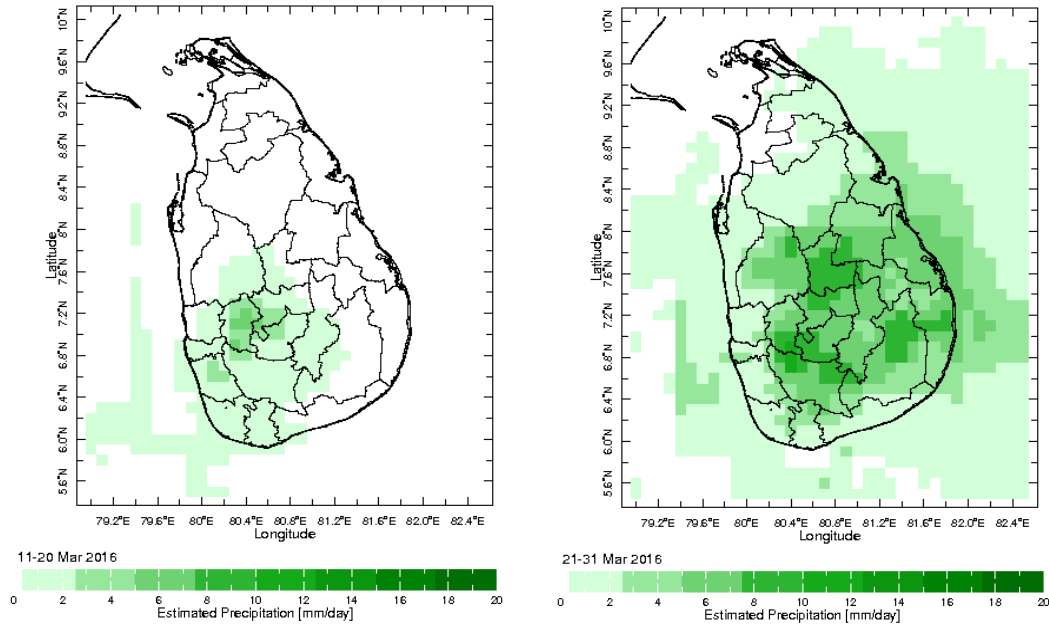 10°N
9.6°N
9.2°N
8.8°N
8.4°N
8°N
7.6°N
7.2°N
6.8°N
6.4°N
6.0°N
5.6°N
Latitude
79.2°E 79.6°E 80°E 80.4°E 80.8°E 81.2°E 81.6°E 82.0°E 82.4°E
Longitude
11-20 Mar 2016
0 2 4 6 8 10 12 14 16 18 20
Estimated Precipitation [mm/day]
10°N
9.6°N
9.2°N
8.8°N
8.4°N
8°N
7.6°N
7.2°N
6.8°N
6.4°N
6.0°N
5.6°N
Latitude
79.2°E 79.6°E 80°E 80.4°E 80.8°E 81.2°E 81.6°E 82.0°E 82.4°E
Longitude
21-31 Mar 2016
0 2 4 6 8 10 12 14 16 18 20
Estimated Precipitation [mm/day]